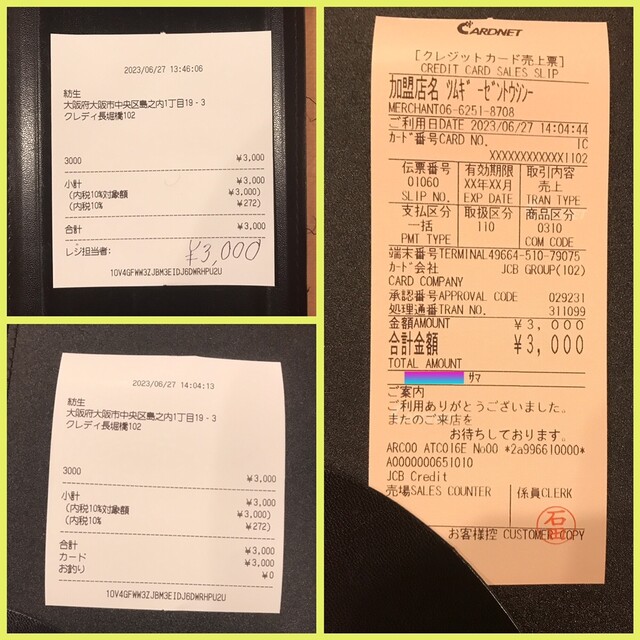 2023/06/27 13:46:06
紡生
大阪府大阪市中央区島之内1丁目19-3
クレディ長堀橋102
3000
¥3,000
小計 ¥3,000
(内税10%対象額 ¥3,000)
(内税10% ¥272)
合計 ¥3,000
レジ担当者:
¥3,000
1OV4GFWW3ZJBM3EIDJ6DWRHPU2U
2023/06/27 14:04:13
紡生
大阪府大阪市中央区島之内1丁目19-3
クレディ長堀橋102
3000
¥3,000
小計 ¥3,000
(内税10%対象額 ¥3,000)
(内税10% ¥272)
合計 ¥3,000
カード ¥3,000
お釣り ¥0
1OV4GFWW3ZJBM3EIDJ6DWRHPU2U
CARDNET
[クレジットカード売上票]
CREDIT CARD SALES SLIP
加盟店名 ツムギーゼントウシンー
MERCHANT06-6251-8708
ご利用日DATE 2023/06/27 14:04:44
カード番号CARD NO. IC
XXXXXXXXXXXX1102
伝票番号 有効期限 取引内容
01060 XX年XX月 売上
SLIP NO. EXP DATE TRAN TYPE
支払区分 取扱区分 商品区分
一括 110 0310
PMT TYPE COM CODE
端末番号TERMINAL49664-510-79075
カード会社 JCB GROUP(102)
CARD COMPANY
承認番号APPROVAL CODE 029231
処理通番TRAN NO. 311099
金額AMOUNT ¥3,000
合計金額 ¥3,000
TOTAL AMOUNT
サマ
ご案内
ご利用ありがとうございました。
またのご来店を
お待ちしております。
ARC00 ATC016E No00 *2a996610000*
A0000000651010
JCB Credit
売場SALES COUNTER 係員CLERK
石田
お客様控 CUSTOMER COPY